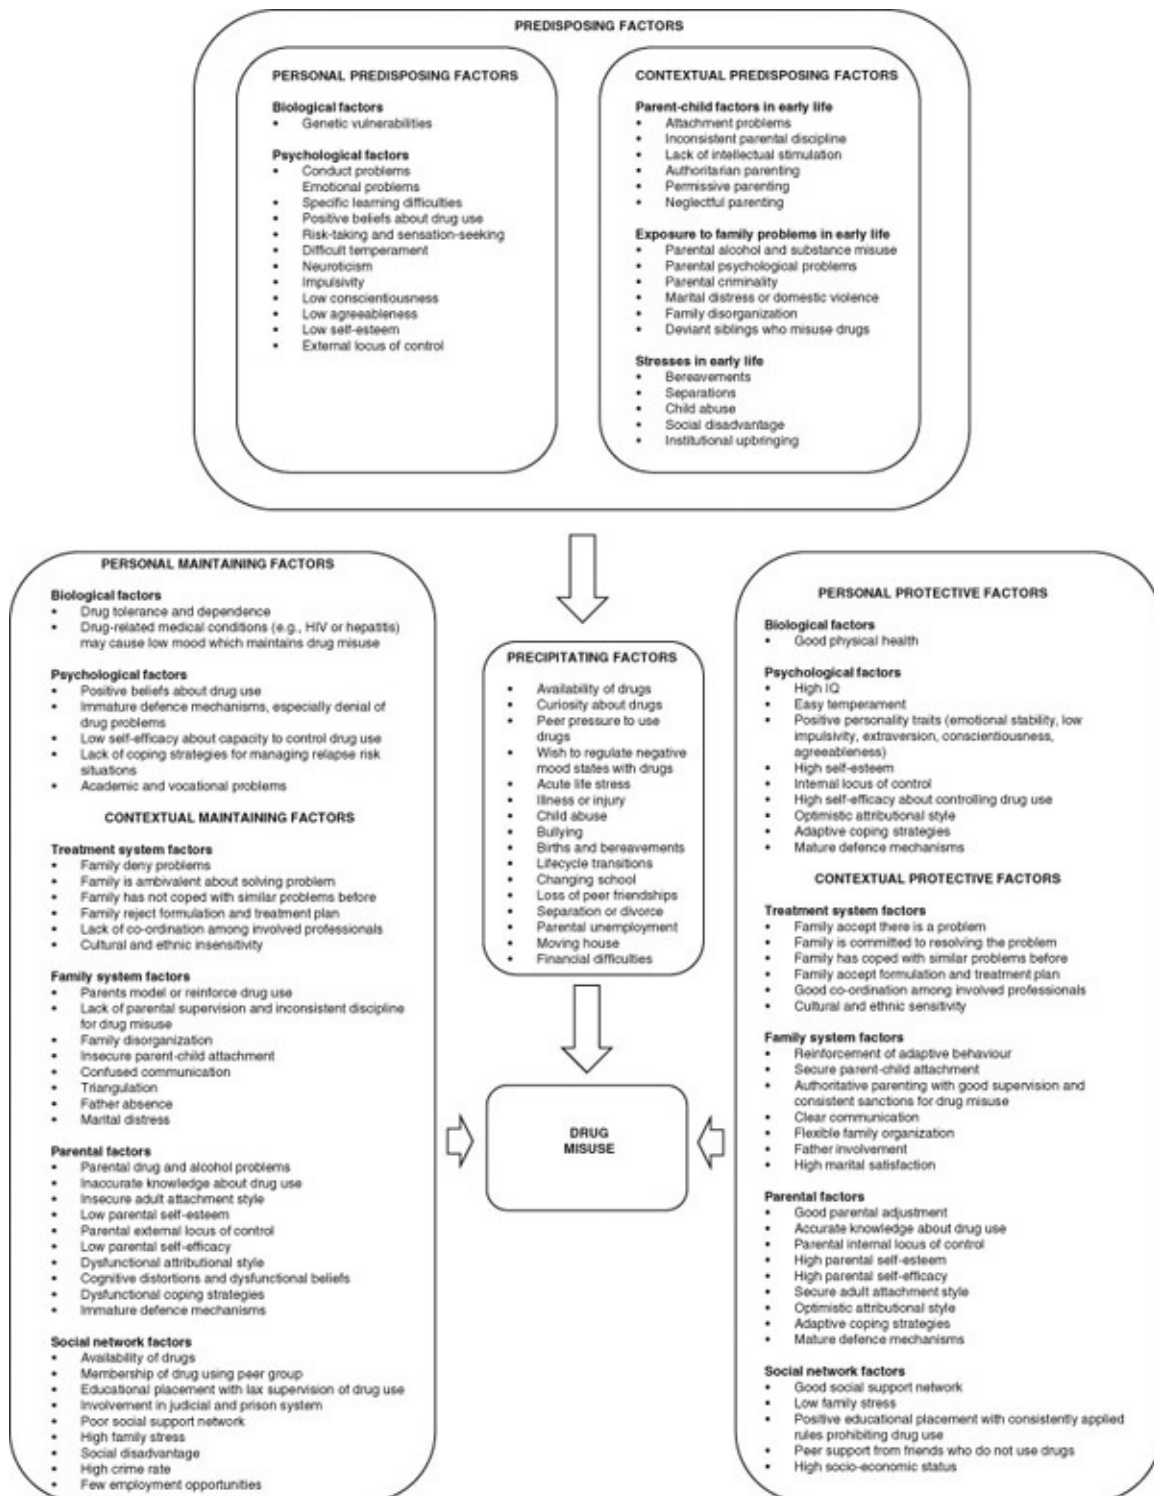 PREDISPOSING FACTORS
PERSONAL PREDISPOSING FACTORS
Biological factors
• Genetic vulnerabilities
Psychological factors
• Conduct problems
Emotional problems
• Specific learning difficulties
• Positive beliefs about drug use
• Risk-taking and sensation-seeking
• Difficult temperament
• Neuroticism
• Impulsivity
• Low conscientiousness
• Low agreeableness
• Low self-esteem
• External locus of control
CONTEXTUAL PREDISPOSING FACTORS
Parent-child factors in early life
• Attachment problems
• Inconsistent parental discipline
• Lack of intellectual stimulation
• Authoritarian parenting
• Permissive parenting
• Neglectful parenting
Exposure to family problems in early life
• Parental alcohol and substance misuse
• Parental psychological problems
• Parental criminality
• Marital distress or domestic violence
• Family disorganization
• Deviant siblings who misuse drugs
Stresses in early life
• Bereavements
• Separations
• Child abuse
• Social disadvantage
• Institutional upbringing
PERSONAL MAINTAINING FACTORS
Biological factors
• Drug tolerance and dependence
• Drug-related medical conditions (e.g., HIV or hepatitis)
may cause low mood which maintains drug misuse
Psychological factors
• Positive beliefs about drug use
• Immature defence mechanisms, especially denial of
drug problems
• Low self-efficacy about capacity to control drug use
• Lack of coping strategies for managing relapse risk
situations
• Academic and vocational problems
CONTEXTUAL MAINTAINING FACTORS
Treatment system factors
• Family deny problems
• Family is ambivalent about solving problem
• Family has not coped with similar problems before
• Family reject formulation and treatment plan
• Lack of co-ordination among involved professionals
• Cultural and ethnic insensitivity
Family system factors
• Parents model or reinforce drug use
• Lack of parental supervision and inconsistent discipline
for drug misuse
• Family disorganization
• Insecure parent-child attachment
• Confused communication
• Triangulation
• Father absence
• Marital distress
Parental factors
• Parental drug and alcohol problems
• Inaccurate knowledge about drug use
• Insecure adult attachment style
• Low parental self-esteem
• Parental external locus of control
• Low parental self-efficacy
• Dysfunctional attributional style
• Cognitive distortions and dysfunctional beliefs
• Dysfunctional coping strategies
• Immature defence mechanisms
Social network factors
• Availability of drugs
• Membership of drug using peer group
• Educational placement with lax supervision of drug use
• Involvement in judicial and prison system
• Poor social support network
• High family stress
• Social disadvantage
• High crime rate
• Few employment opportunities
PRECIPITATING FACTORS
• Availability of drugs
• Curiosity about drugs
• Peer pressure to use
drugs
• Wish to regulate negative
mood states with drugs
• Acute life stress
• Illness or injury
• Child abuse
• Bullying
• Births and bereavements
• Lifecycle transitions
• Changing school
• Loss of peer friendships
• Separation or divorce
• Parental unemployment
• Moving house
• Financial difficulties
DRUG
MISUSE
PERSONAL PROTECTIVE FACTORS
Biological factors
• Good physical health
Psychological factors
• High IQ
• Easy temperament
• Positive personality traits (emotional stability, low
impulsivity, extraversion, conscientiousness,
agreeableness)
• High self-esteem
• Internal locus of control
• High self-efficacy about controlling drug use
• Optimistic attributional style
• Adaptive coping strategies
• Mature defence mechanisms
CONTEXTUAL PROTECTIVE FACTORS
Treatment system factors
• Family accept there is a problem
• Family is committed to resolving the problem
• Family has coped with similar problems before
• Family accept formulation and treatment plan
• Good co-ordination among involved professionals
• Cultural and ethnic sensitivity
Family system factors
• Reinforcement of adaptive behaviour
• Secure parent-child attachment
• Authoritative parenting with good supervision and
consistent sanctions for drug misuse
• Clear communication
• Flexible family organization
• Father involvement
• High marital satisfaction
Parental factors
• Good parental adjustment
• Accurate knowledge about drug use
• Parental internal locus of control
• High parental self-esteem
• High parental self-efficacy
• Secure adult attachment style
• Optimistic attributional style
• Adaptive coping strategies
• Mature defence mechanisms
Social network factors
• Good social support network
• Low family stress
• Positive educational placement with consistently applied
rules prohibiting drug use
• Peer support from friends who do not use drugs
• High socio-economic status